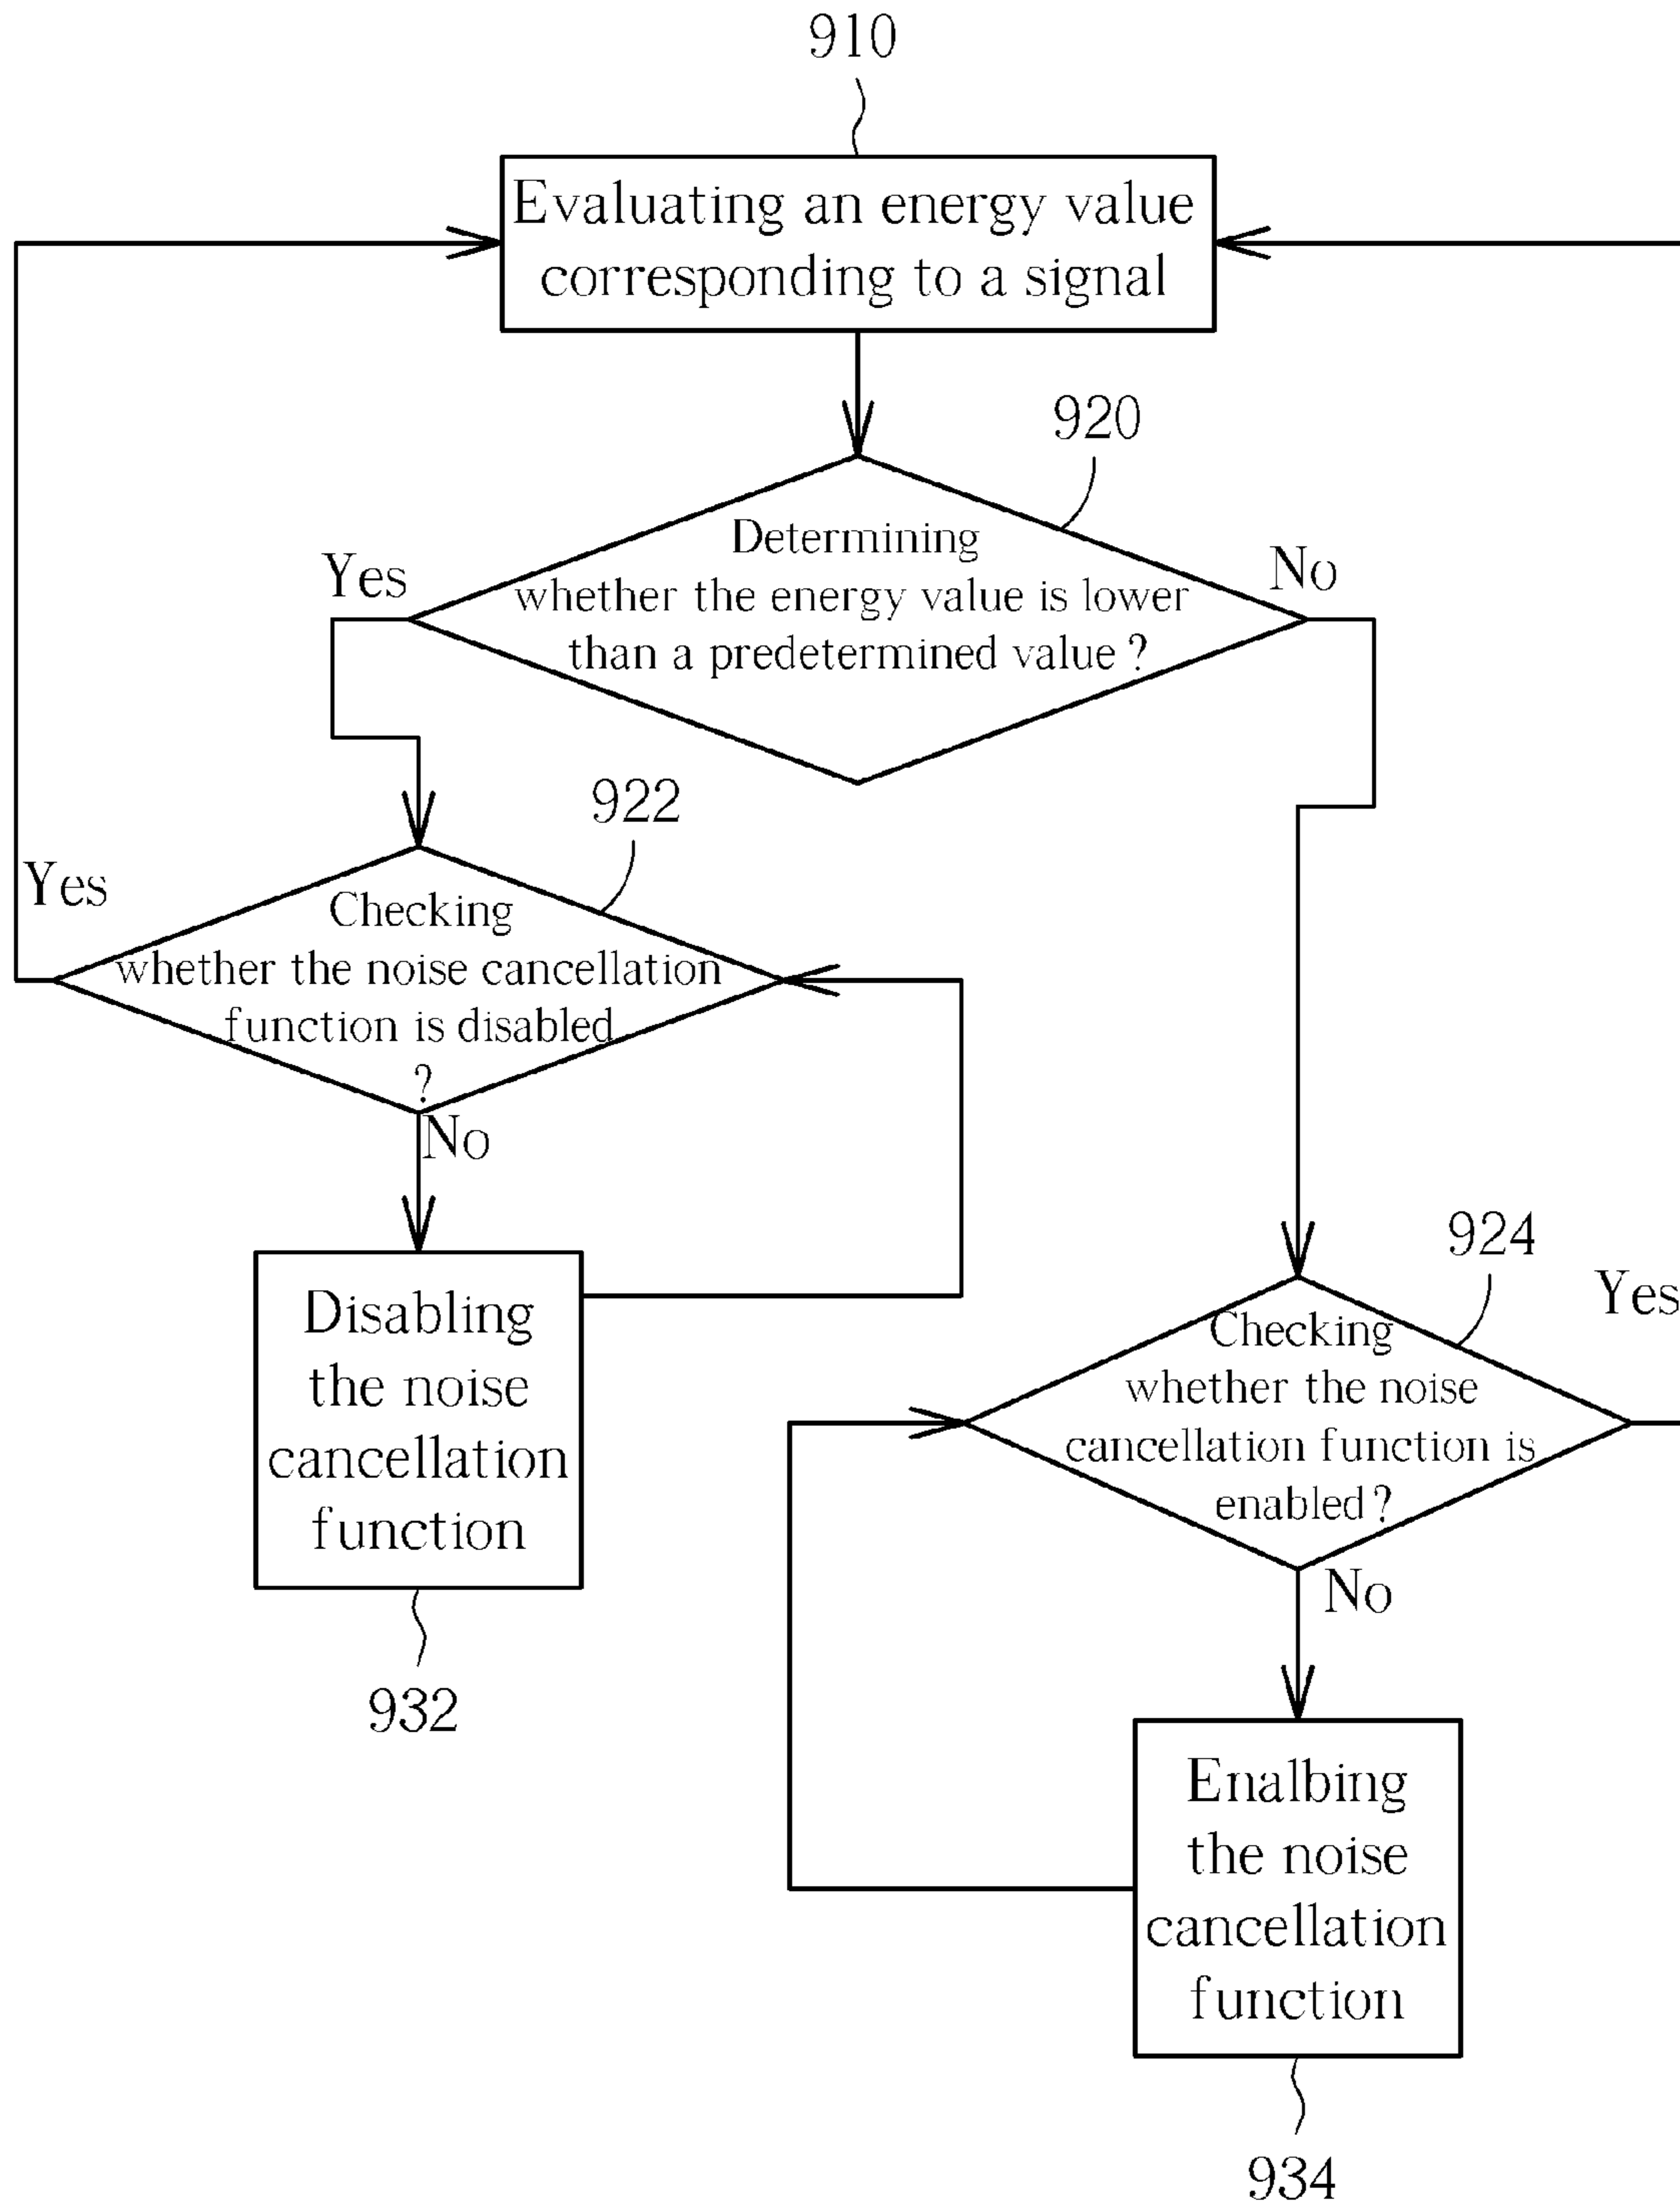 910
Evaluating an energy value
corresponding to a signal
920
Determining
whether the energy value is lower
than a predetermined value ?
Yes
No
922
Yes
Checking
whether the noise cancellation
function is disabled
?
No
Disabling
the noise
cancellation
function
932
924
Yes
Checking
whether the noise
cancellation function is
enabled ?
No
Enalbing
the noise
cancellation
function
934